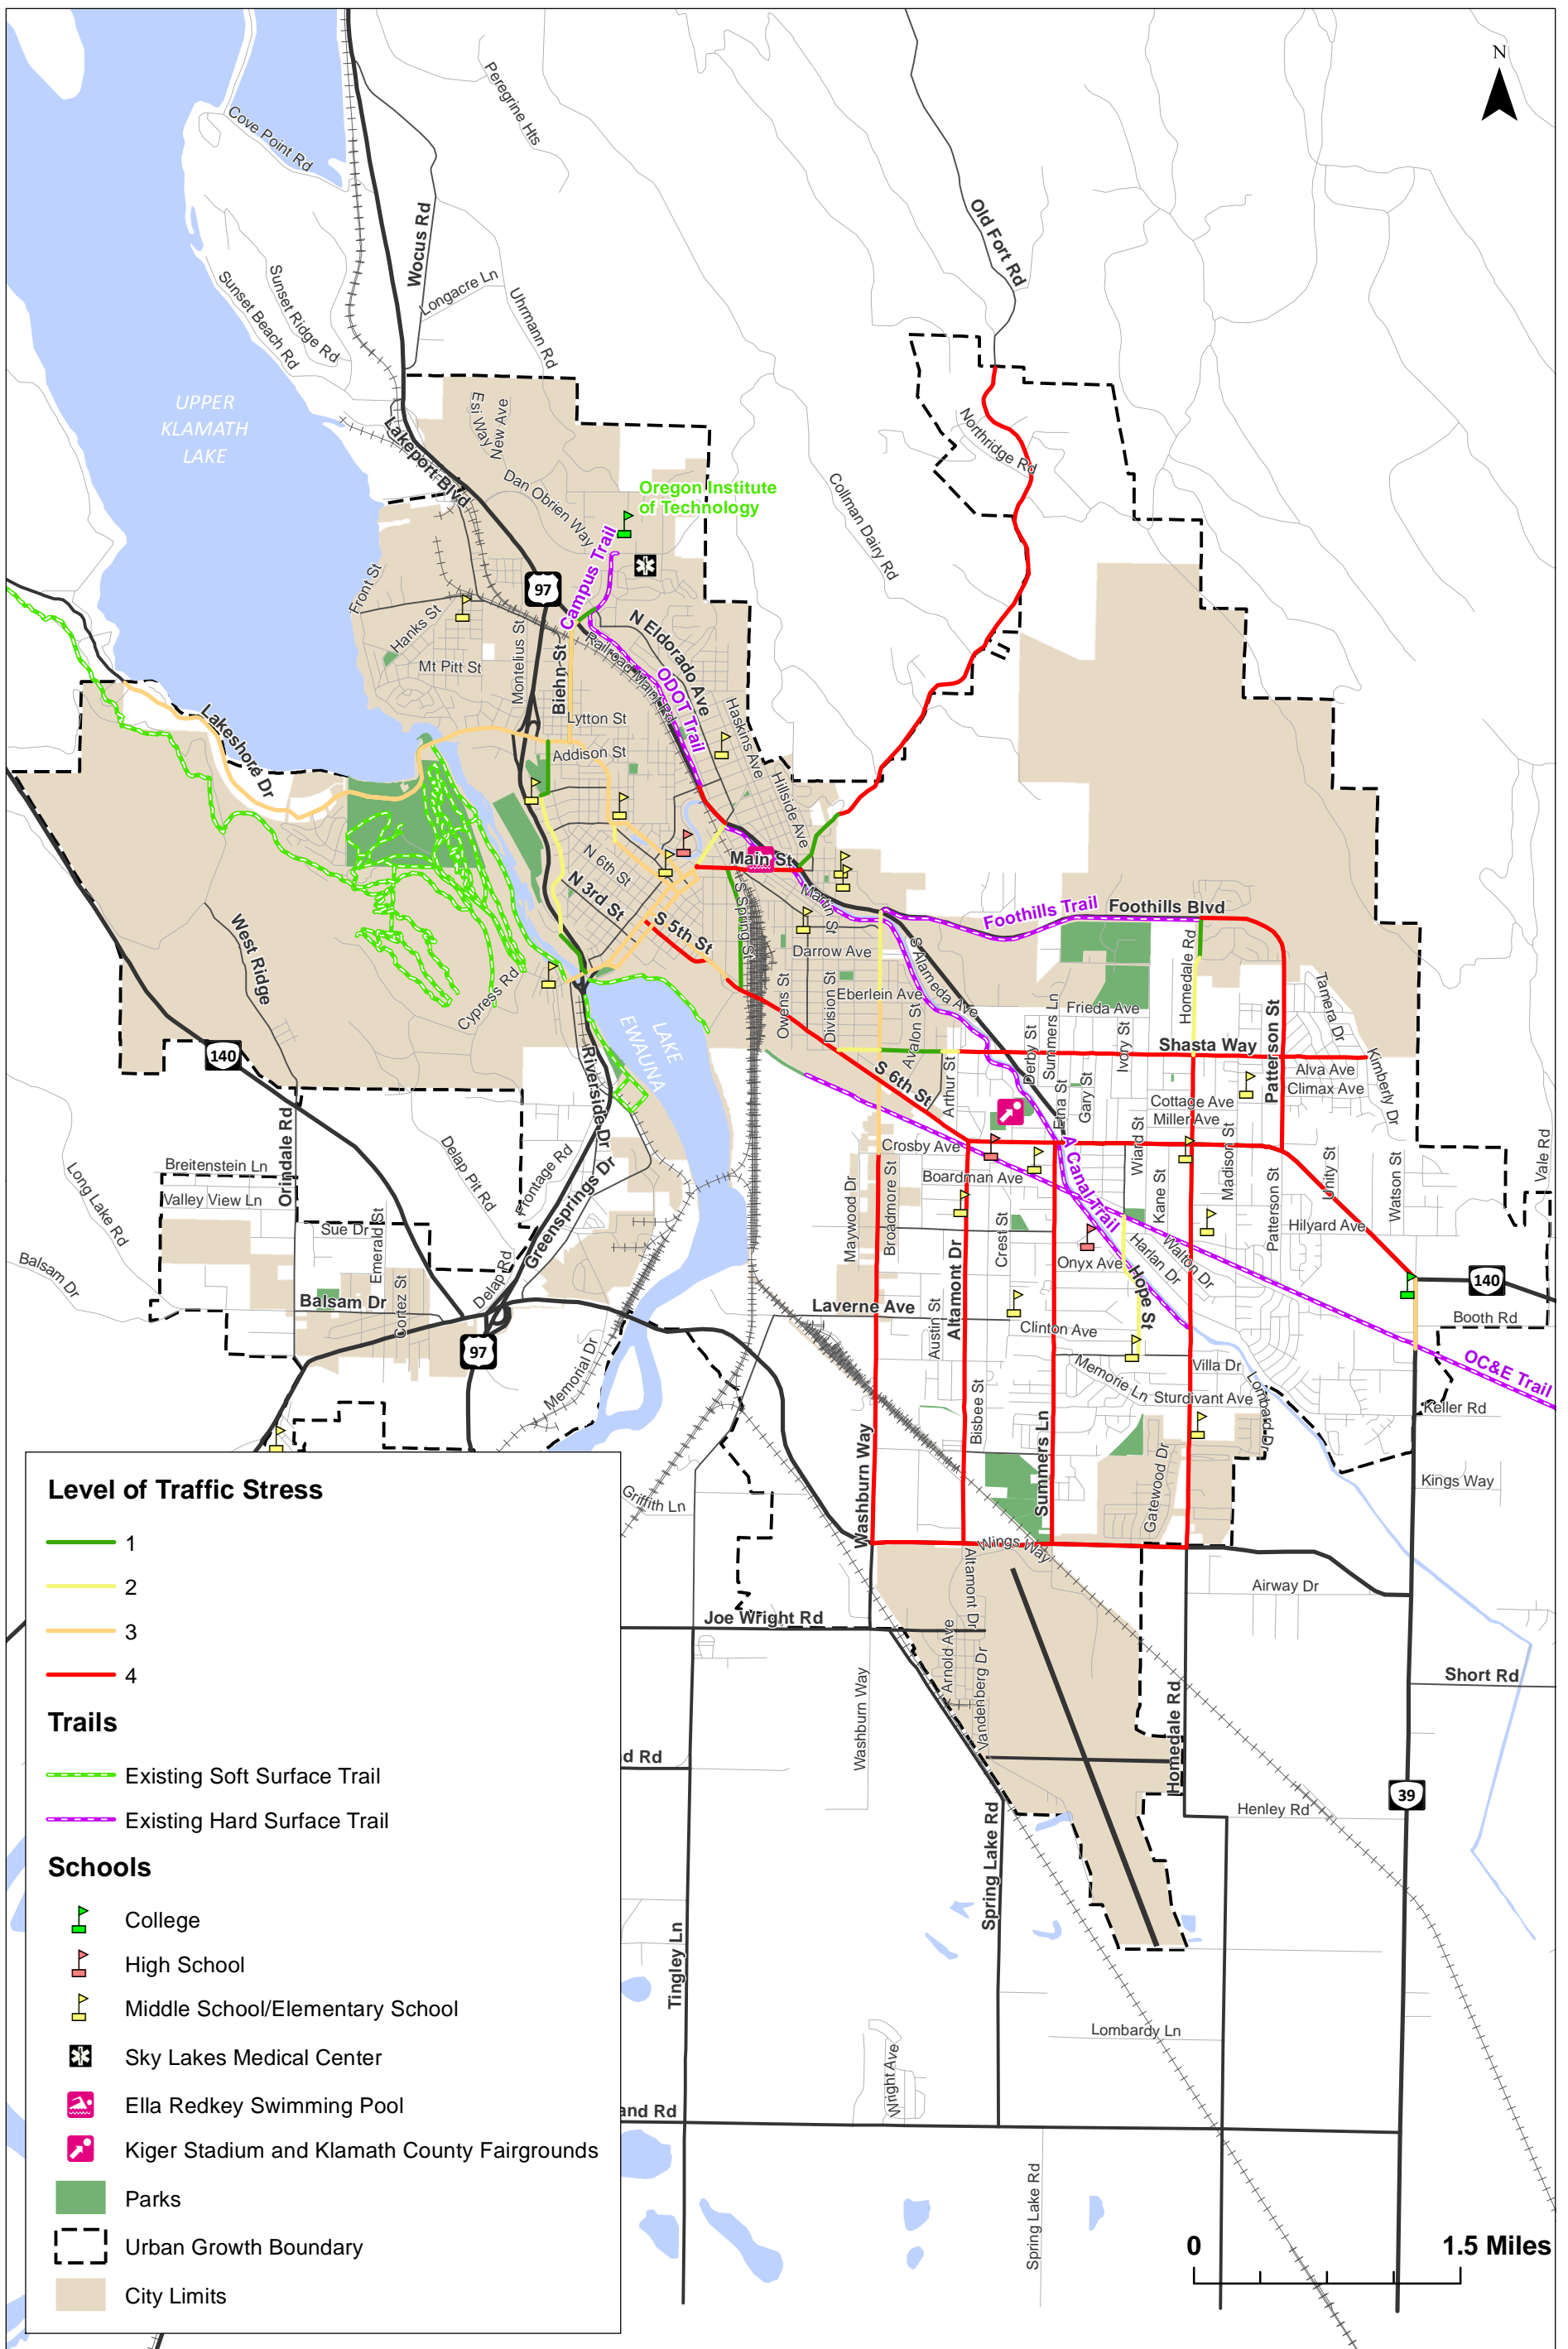 N
Peregrine Hts
Cove Point Rd
Wocus Rd
Old Fort Rd
Longacre Ln
Sunset Ridge Rd
Sunset Beach Rd
Uhrmann Rd
UPPER
KLAMATH
LAKE
Esi Way
New Ave
Lakeport Blvd
Northridge Rd
Dan Obrien Way
Oregon Institute
of Technology
Collman Dairy Rd
Campus Trail
97
Front St
Hanks St
Mt Pitt St
Montelius St
Biehn St
Railroad Main Rd
N Eldorado Ave
ODOT Trail
Haskins Ave
Lakeshore Dr
Lytton St
Addison St
Hillside Ave
N 6th St
N 3rd St
Main St
S 5th St
S Spring St
Martin St
Foothills Trail
Foothills Blvd
West Ridge
Darrow Ave
S Alameda Ave
Homedale Rd
Cypress Rd
Owens St
Division St
Eberlein Ave
Avalon St
Frieda Ave
Tamera Dr
LAKE
EWAUNA
140
Riverside Dr
S 6th St
Arthur St
Derby St
Summers Ln
Ivory St
Shasta Way
Patterson St
Kimberly Dr
Alva Ave
Climax Ave
Etna St
Gary St
Cottage Ave
Miller Ave
Orindale Rd
Delap Pit Rd
Frontage Rd
Greensprings Dr
Crosby Ave
Boardman Ave
A Canal Trail
Wiard St
Kane St
Madison St
Patterson St
Unity St
Watson St
Vale Rd
Long Lake Rd
Breitenstein Ln
Valley View Ln
Sue Dr
Emerald St
Maywood Dr
Broadmore St
Crest St
Hilyard Ave
Balsam Dr
Balsam Dr
Cortez St
Delap Rd
97
Altamont Dr
Onyx Ave
Harlan Dr
Walton Dr
Hope St
140
Booth Rd
Laverne Ave
Austin St
Clinton Ave
Memorie Ln
Villa Dr
OC&E Trail
Memorial Dr
Bisbee St
Sturdivant Ave
Lombard Dr
Keller Rd
Washburn Way
Summers Ln
Gatewood Dr
Kings Way
Griffith Ln
Wings Way
Airway Dr
Altamont Dr
Joe Wright Rd
Arnold Ave
Vandenberg Dr
Washburn Way
Short Rd
Homedale Rd
d Rd
39
Henley Rd
Spring Lake Rd
Tingley Ln
Lombardy Ln
Wright Ave
and Rd
Spring Lake Rd
0
1.5 Miles
Level of Traffic Stress
1
2
3
4
Trails
Existing Soft Surface Trail
Existing Hard Surface Trail
Schools
College
High School
Middle School/Elementary School
Sky Lakes Medical Center
Ella Redkey Swimming Pool
Kiger Stadium and Klamath County Fairgrounds
Parks
Urban Growth Boundary
City Limits